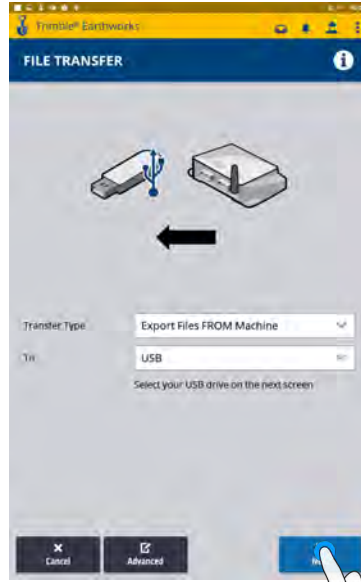 Trimble® Earthworks
FILE TRANSFER
Transfer Type
Export Files FROM Machine
To
USB
Select your USB drive on the next screen
Cancel
Advanced